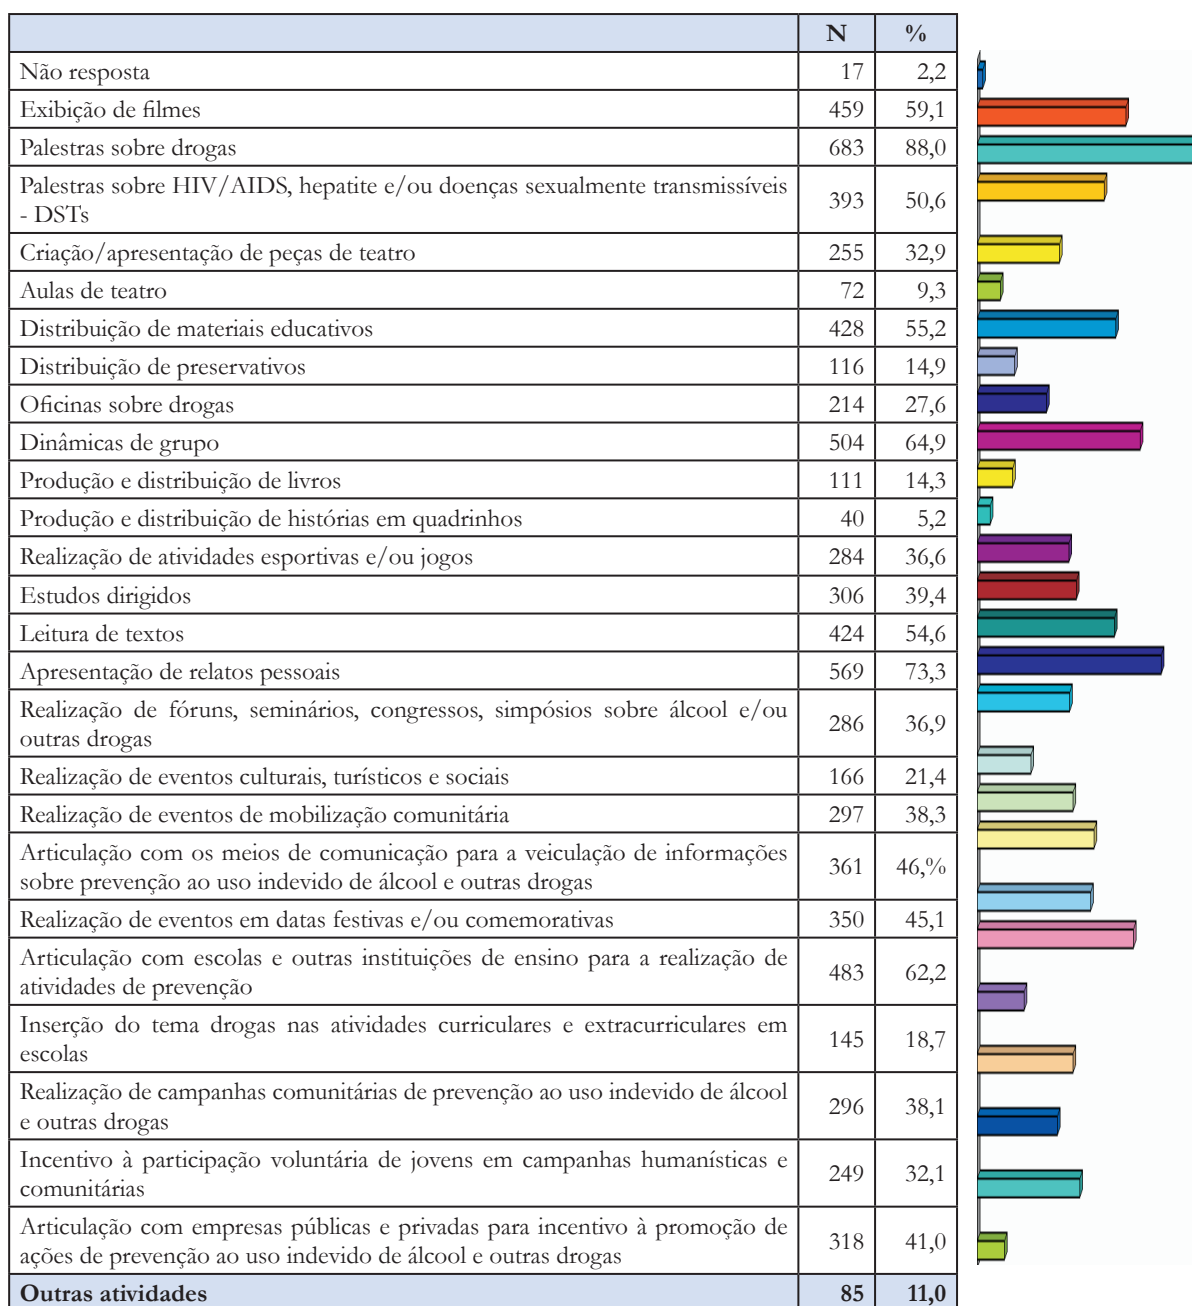 N %
Não resposta 17 2,2
Exibição de filmes 459 59,1
Palestras sobre drogas 683 88,0
Palestras sobre HIV/AIDS, hepatite e/ou doenças sexualmente transmissíveis
- DSTs 393 50,6
Criação/apresentação de peças de teatro 255 32,9
Aulas de teatro 72 9,3
Distribuição de materiais educativos 428 55,2
Distribuição de preservativos 116 14,9
Oficinas sobre drogas 214 27,6
Dinâmicas de grupo 504 64,9
Produção e distribuição de livros 111 14,3
Produção e distribuição de histórias em quadrinhos 40 5,2
Realização de atividades esportivas e/ou jogos 284 36,6
Estudos dirigidos 306 39,4
Leitura de textos 424 54,6
Apresentação de relatos pessoais 569 73,3
Realização de fóruns, seminários, congressos, simpósios sobre álcool e/ou
outras drogas 286 36,9
Realização de eventos culturais, turísticos e sociais 166 21,4
Realização de eventos de mobilização comunitária 297 38,3
Articulação com os meios de comunicação para a veiculação de informações
sobre prevenção ao uso indevido de álcool e outras drogas 361 46,%
Realização de eventos em datas festivas e/ou comemorativas 350 45,1
Articulação com escolas e outras instituições de ensino para a realização de
atividades de prevenção 483 62,2
Inserção do tema drogas nas atividades curriculares e extracurriculares em
escolas 145 18,7
Realização de campanhas comunitárias de prevenção ao uso indevido de álcool
e outras drogas 296 38,1
Incentivo à participação voluntária de jovens em campanhas humanísticas e
comunitárias 249 32,1
Articulação com empresas públicas e privadas para incentivo à promoção de
ações de prevenção ao uso indevido de álcool e outras drogas 318 41,0
Outras atividades 85 11,0